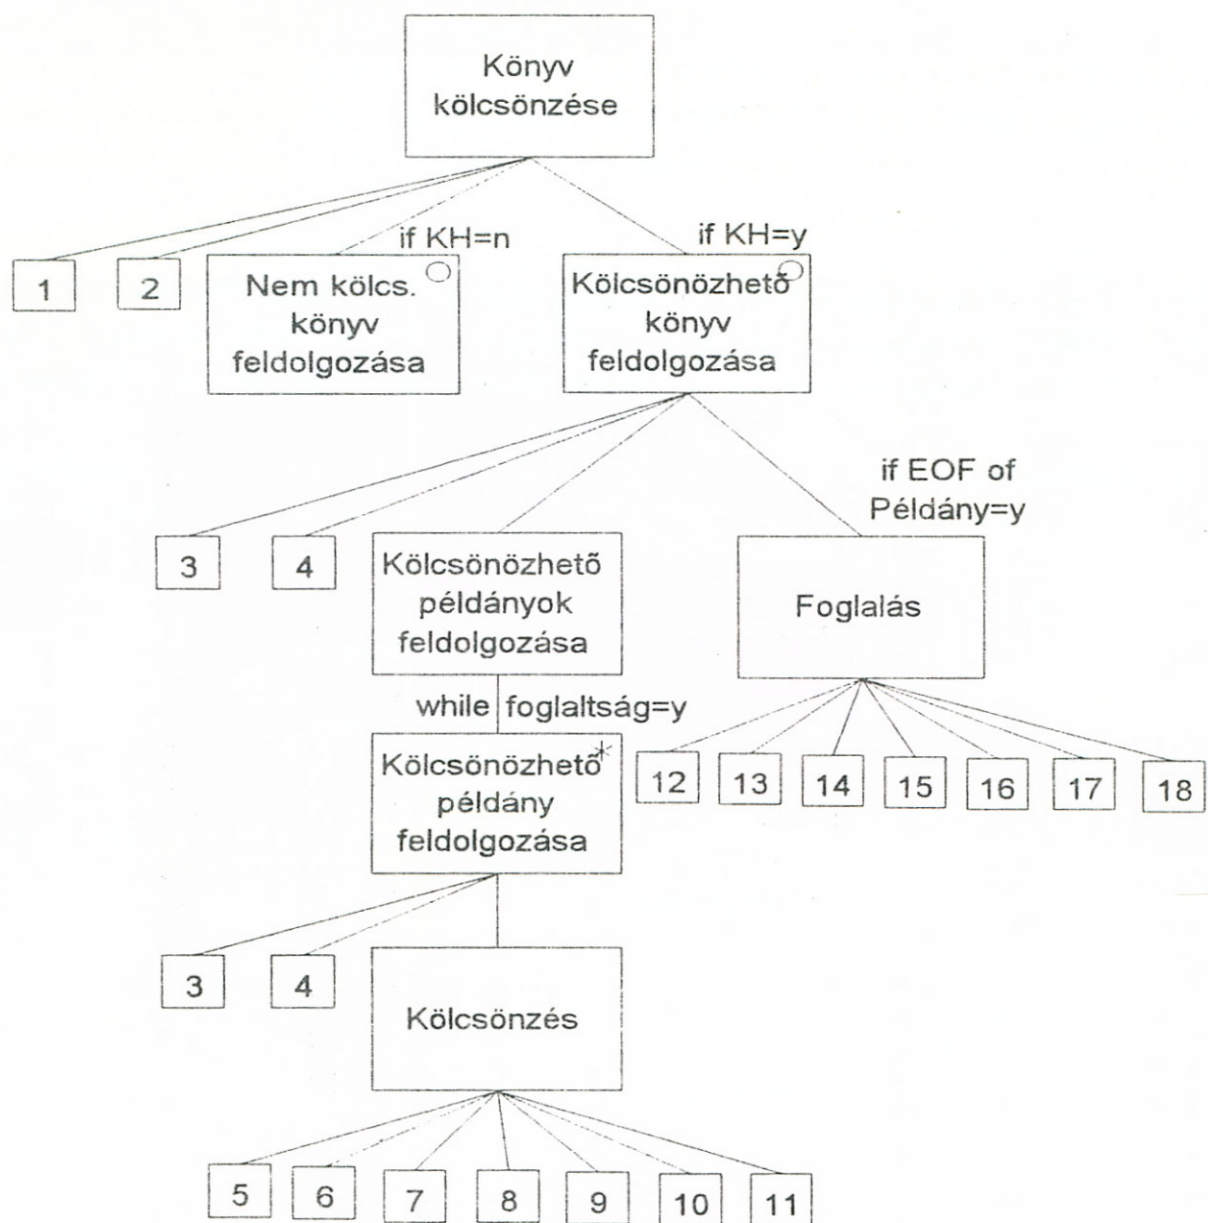 Könyv
kölcsönzése
if KH=n
if KH=y
1
2
Nem kölcs.
könyv
feldolgozása
Kölcsönözhető
könyv
feldolgozása
if EOF of
Példány=y
3
4
Kölcsönözhető
példányok
feldolgozása
Foglalás
while foglaltság=y
Kölcsönözhető*
példány
feldolgozása
12
13
14
15
16
17
18
3
4
Kölcsönzés
5
6
7
8
9
10
11